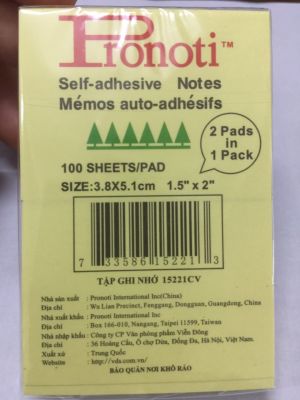 Pronoti™
Self-adhesive Notes
Mémos auto-adhésifs
2 Pads
in
1 Pack
100 SHEETS/PAD
SIZE:3.8X5.1cm 1.5" x 2"
7 33586 15221 3
TẬP GHI NHỚ 15221CV
Nhà sản xuất : Pronoti International Inc(China)
Địa chỉ : Wu Lian Precinct, Fenggang, Dongguan, Guangdong, China
Nhà xuất khẩu : Pronoti International Inc
Địa chỉ : Box 166-010, Nangang, Taipei 11599, Taiwan
Nhà nhập khẩu : Công ty CP Văn phòng phẩm Viễn Đông
Địa chỉ : 36 Hoàng Cầu, Ô chợ Dừa, Đống Đa, Hà Nội, Việt Nam.
Xuất xứ : Trung Quốc
Website : http://vda.com.vn/
BẢO QUẢN NƠI KHÔ RÁO